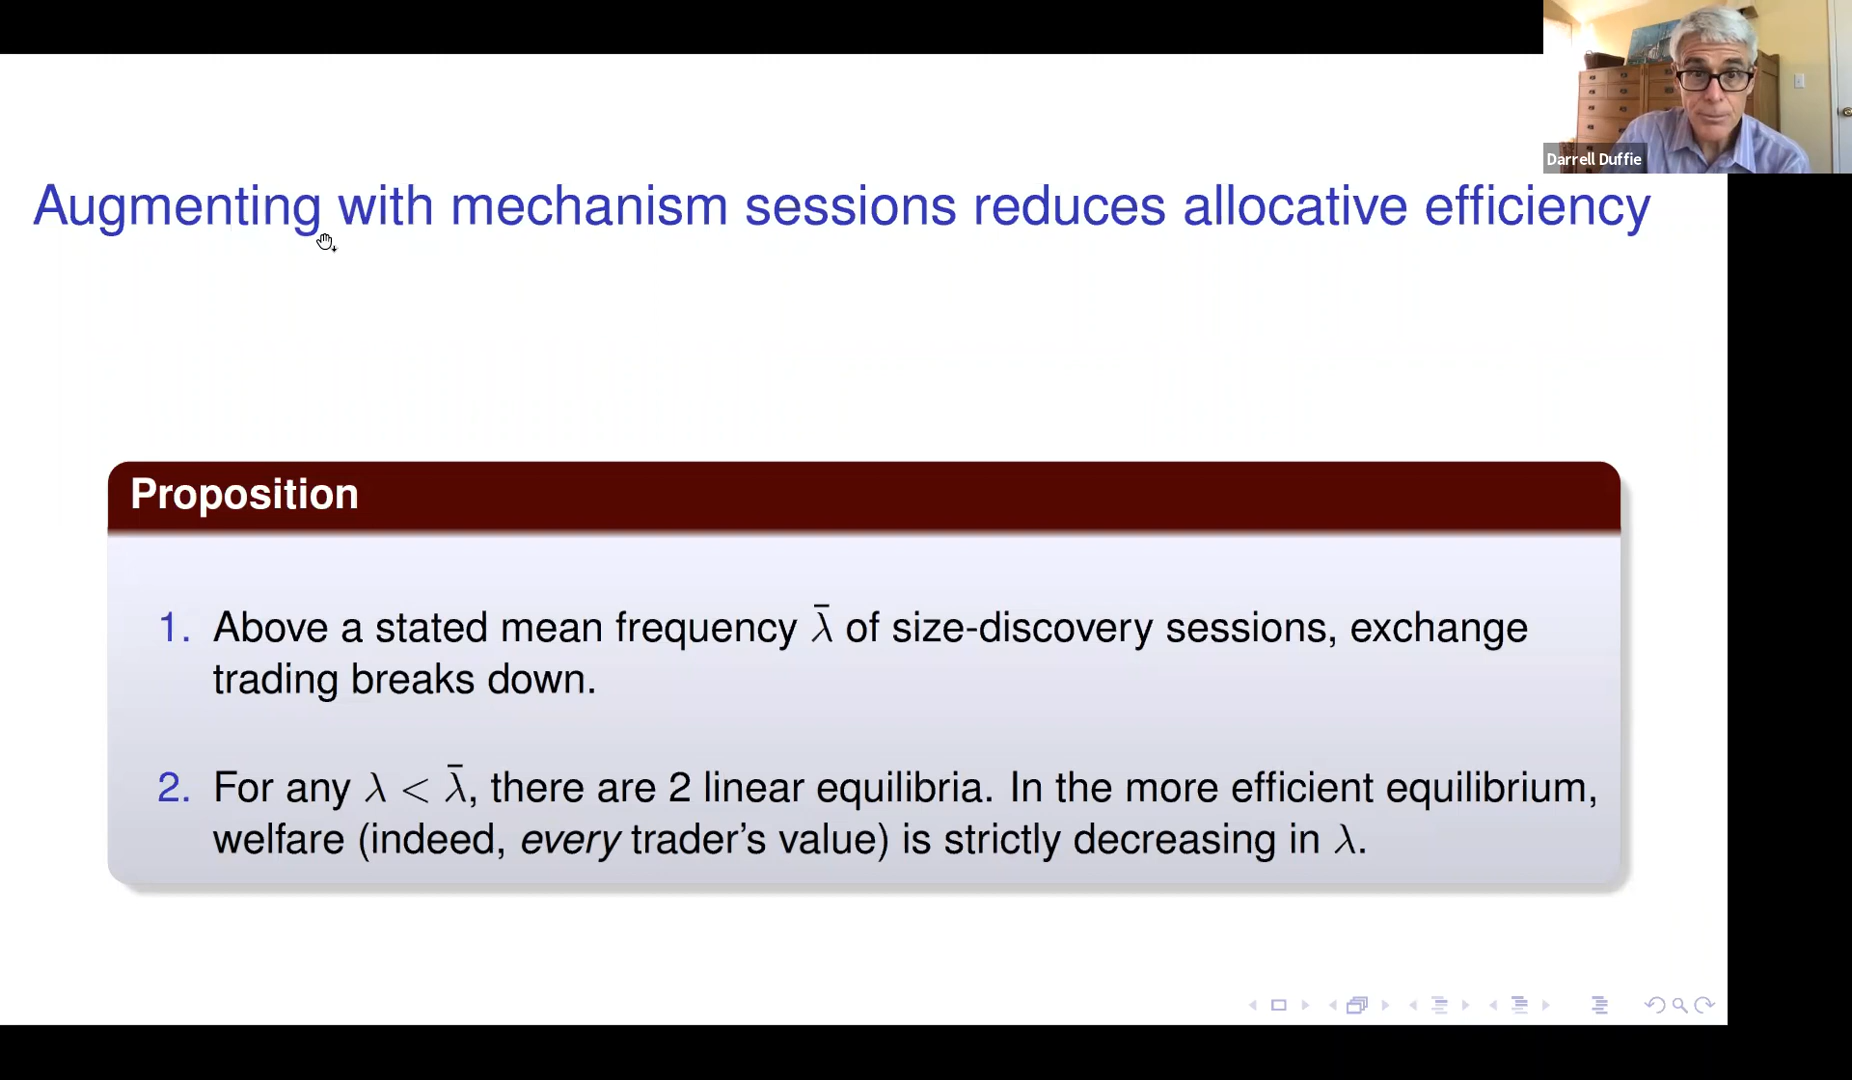 Darrell Duffie
Augmenting with mechanism sessions reduces allocative efficiency
Proposition
1. Above a stated mean frequency λ̄ of size-discovery sessions, exchange
trading breaks down.
2. For any λ < λ̄, there are 2 linear equilibria. In the more efficient equilibrium,
welfare (indeed, every trader's value) is strictly decreasing in λ.